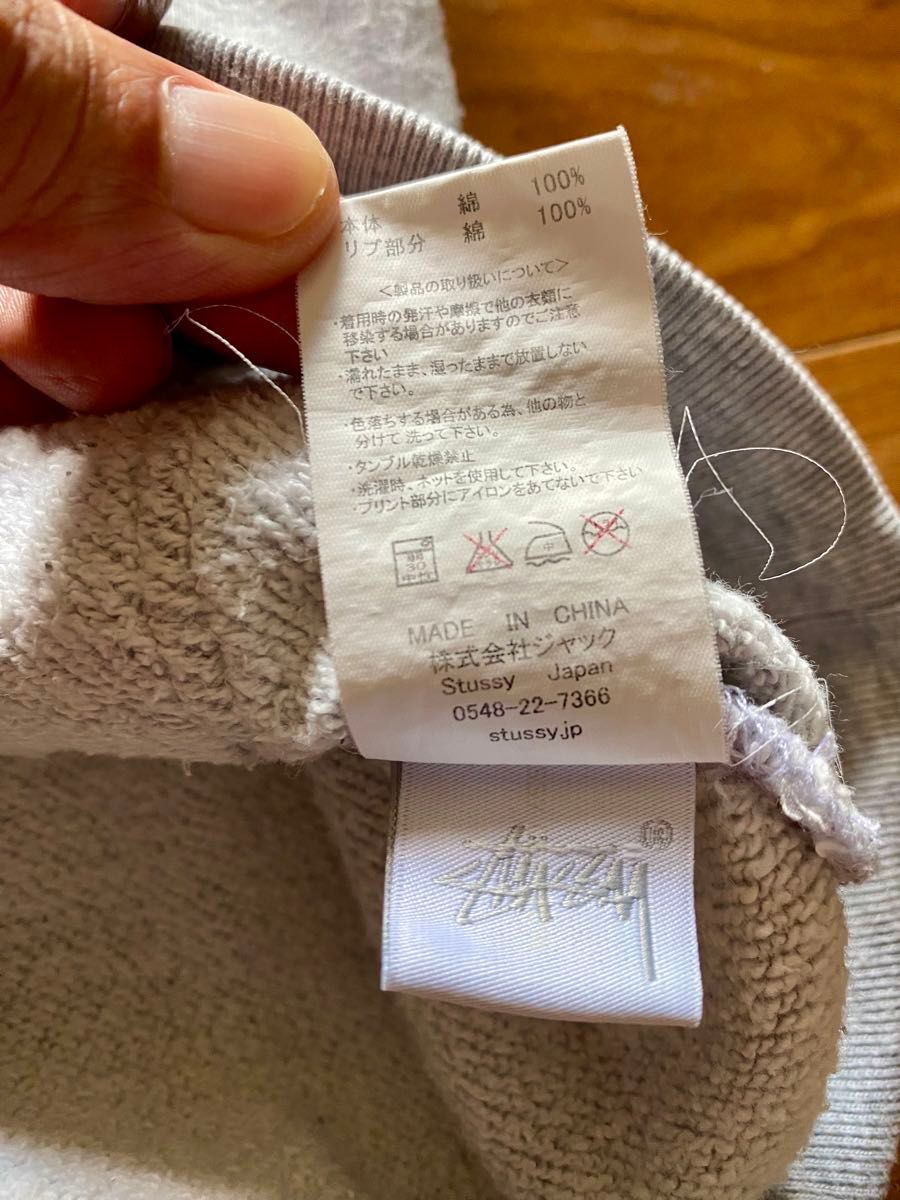 本体 綿 100%
リブ部分 綿 100%
<製品の取り扱いについて>
・着用時の発汗や摩擦で他の衣類に
移染する場合がありますのでご注意
下さい
・濡れたまま、湿ったままで放置しない
で下さい。
・色落ちする場合がある為、他の物と
分けて 洗って下さい。
・タンブル乾燥禁止
・洗濯時、ネットを使用して下さい。
・プリント部分にアイロンをあてないで下さい
弱 30 中性 中
MADE IN CHINA
株式会社ジャック
Stussy Japan
0548-22-7366
stussy.jp
Stüssy ®